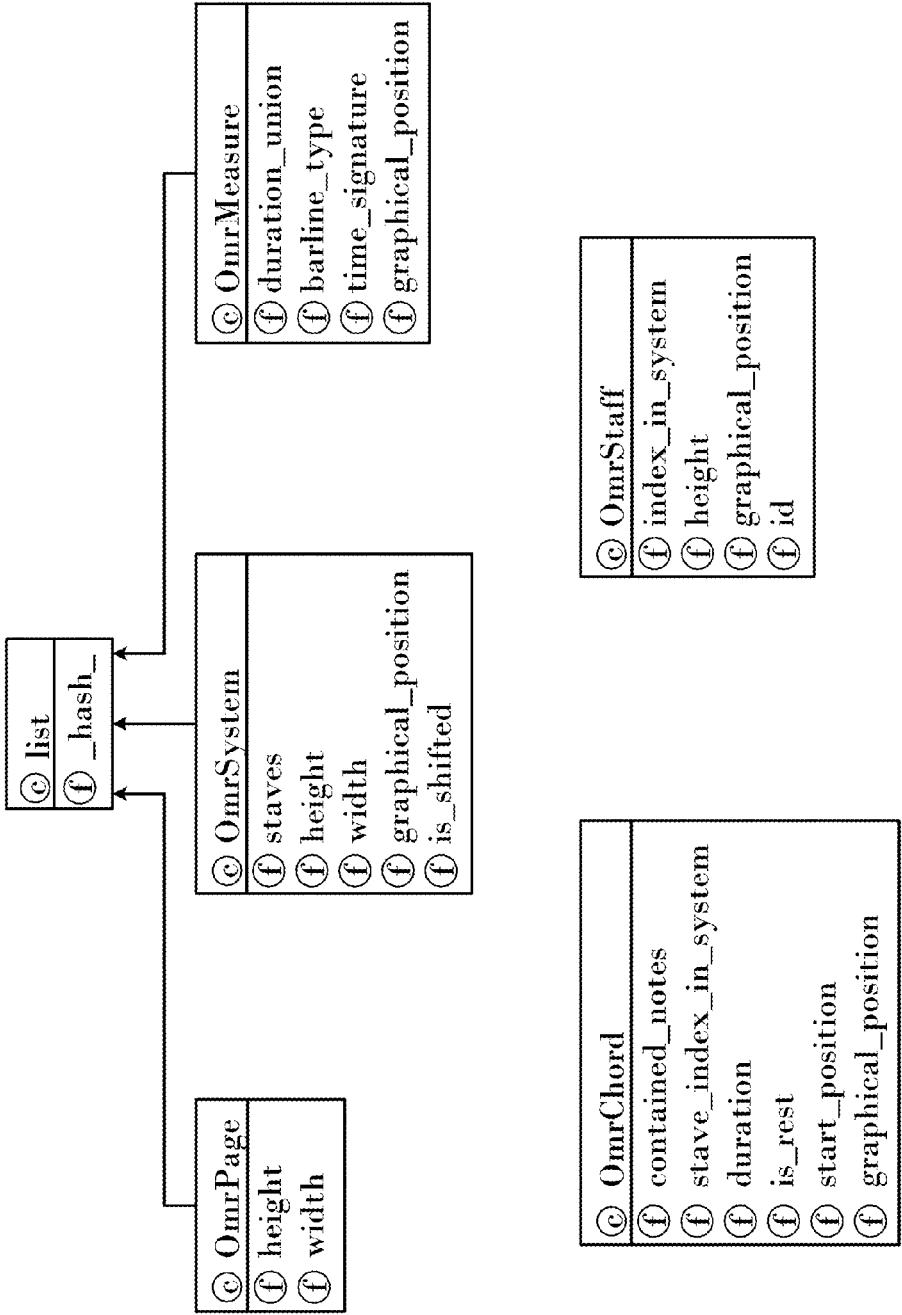 c list
f _hash_
c OmrPage
f height
f width
c OmrSystem
f staves
f height
f width
f graphical_position
f is_shifted
c OmrMeasure
f duration_union
f barline_type
f time_signature
f graphical_position
c OmrChord
f contained_notes
f stave_index_in_system
f duration
f is_rest
f start_position
f graphical_position
c OmrStaff
f index_in_system
f height
f graphical_position
f id